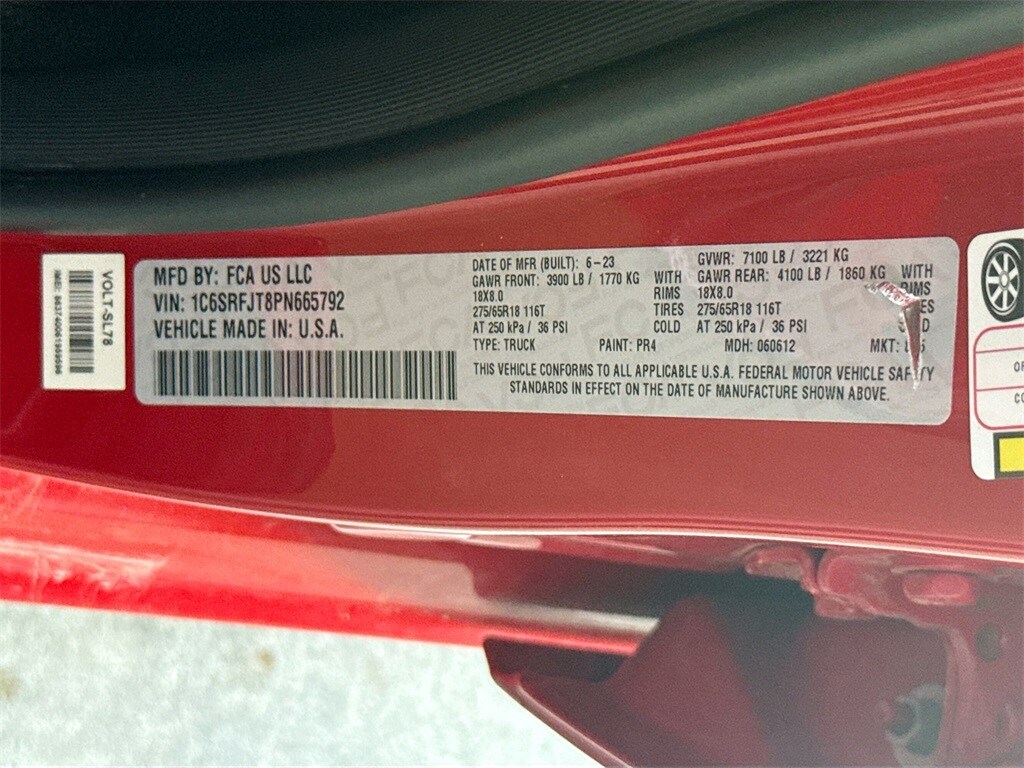 VOLT-SL78
MFD BY: FCA US LLC
VIN: 1C6SRFJT8PN665792
VEHICLE MADE IN: U.S.A.
DATE OF MFR (BUILT): 6-23
GVWR: 7100 LB / 3221 KG
GAWR FRONT: 3900 LB / 1770 KG WITH GAWR REAR: 4100 LB / 1860 KG WITH
18X8.0 RIMS 18X8.0 RIMS
275/65R18 116T TIRES 275/65R18 116T
AT 250 kPa / 36 PSI COLD AT 250 kPa / 36 PSI
TYPE: TRUCK PAINT: PR4 MDH: 060612 MKT:
THIS VEHICLE CONFORMS TO ALL APPLICABLE U.S.A. FEDERAL MOTOR VEHICLE SAFETY
STANDARDS IN EFFECT ON THE DATE OF MANUFACTURE SHOWN ABOVE.